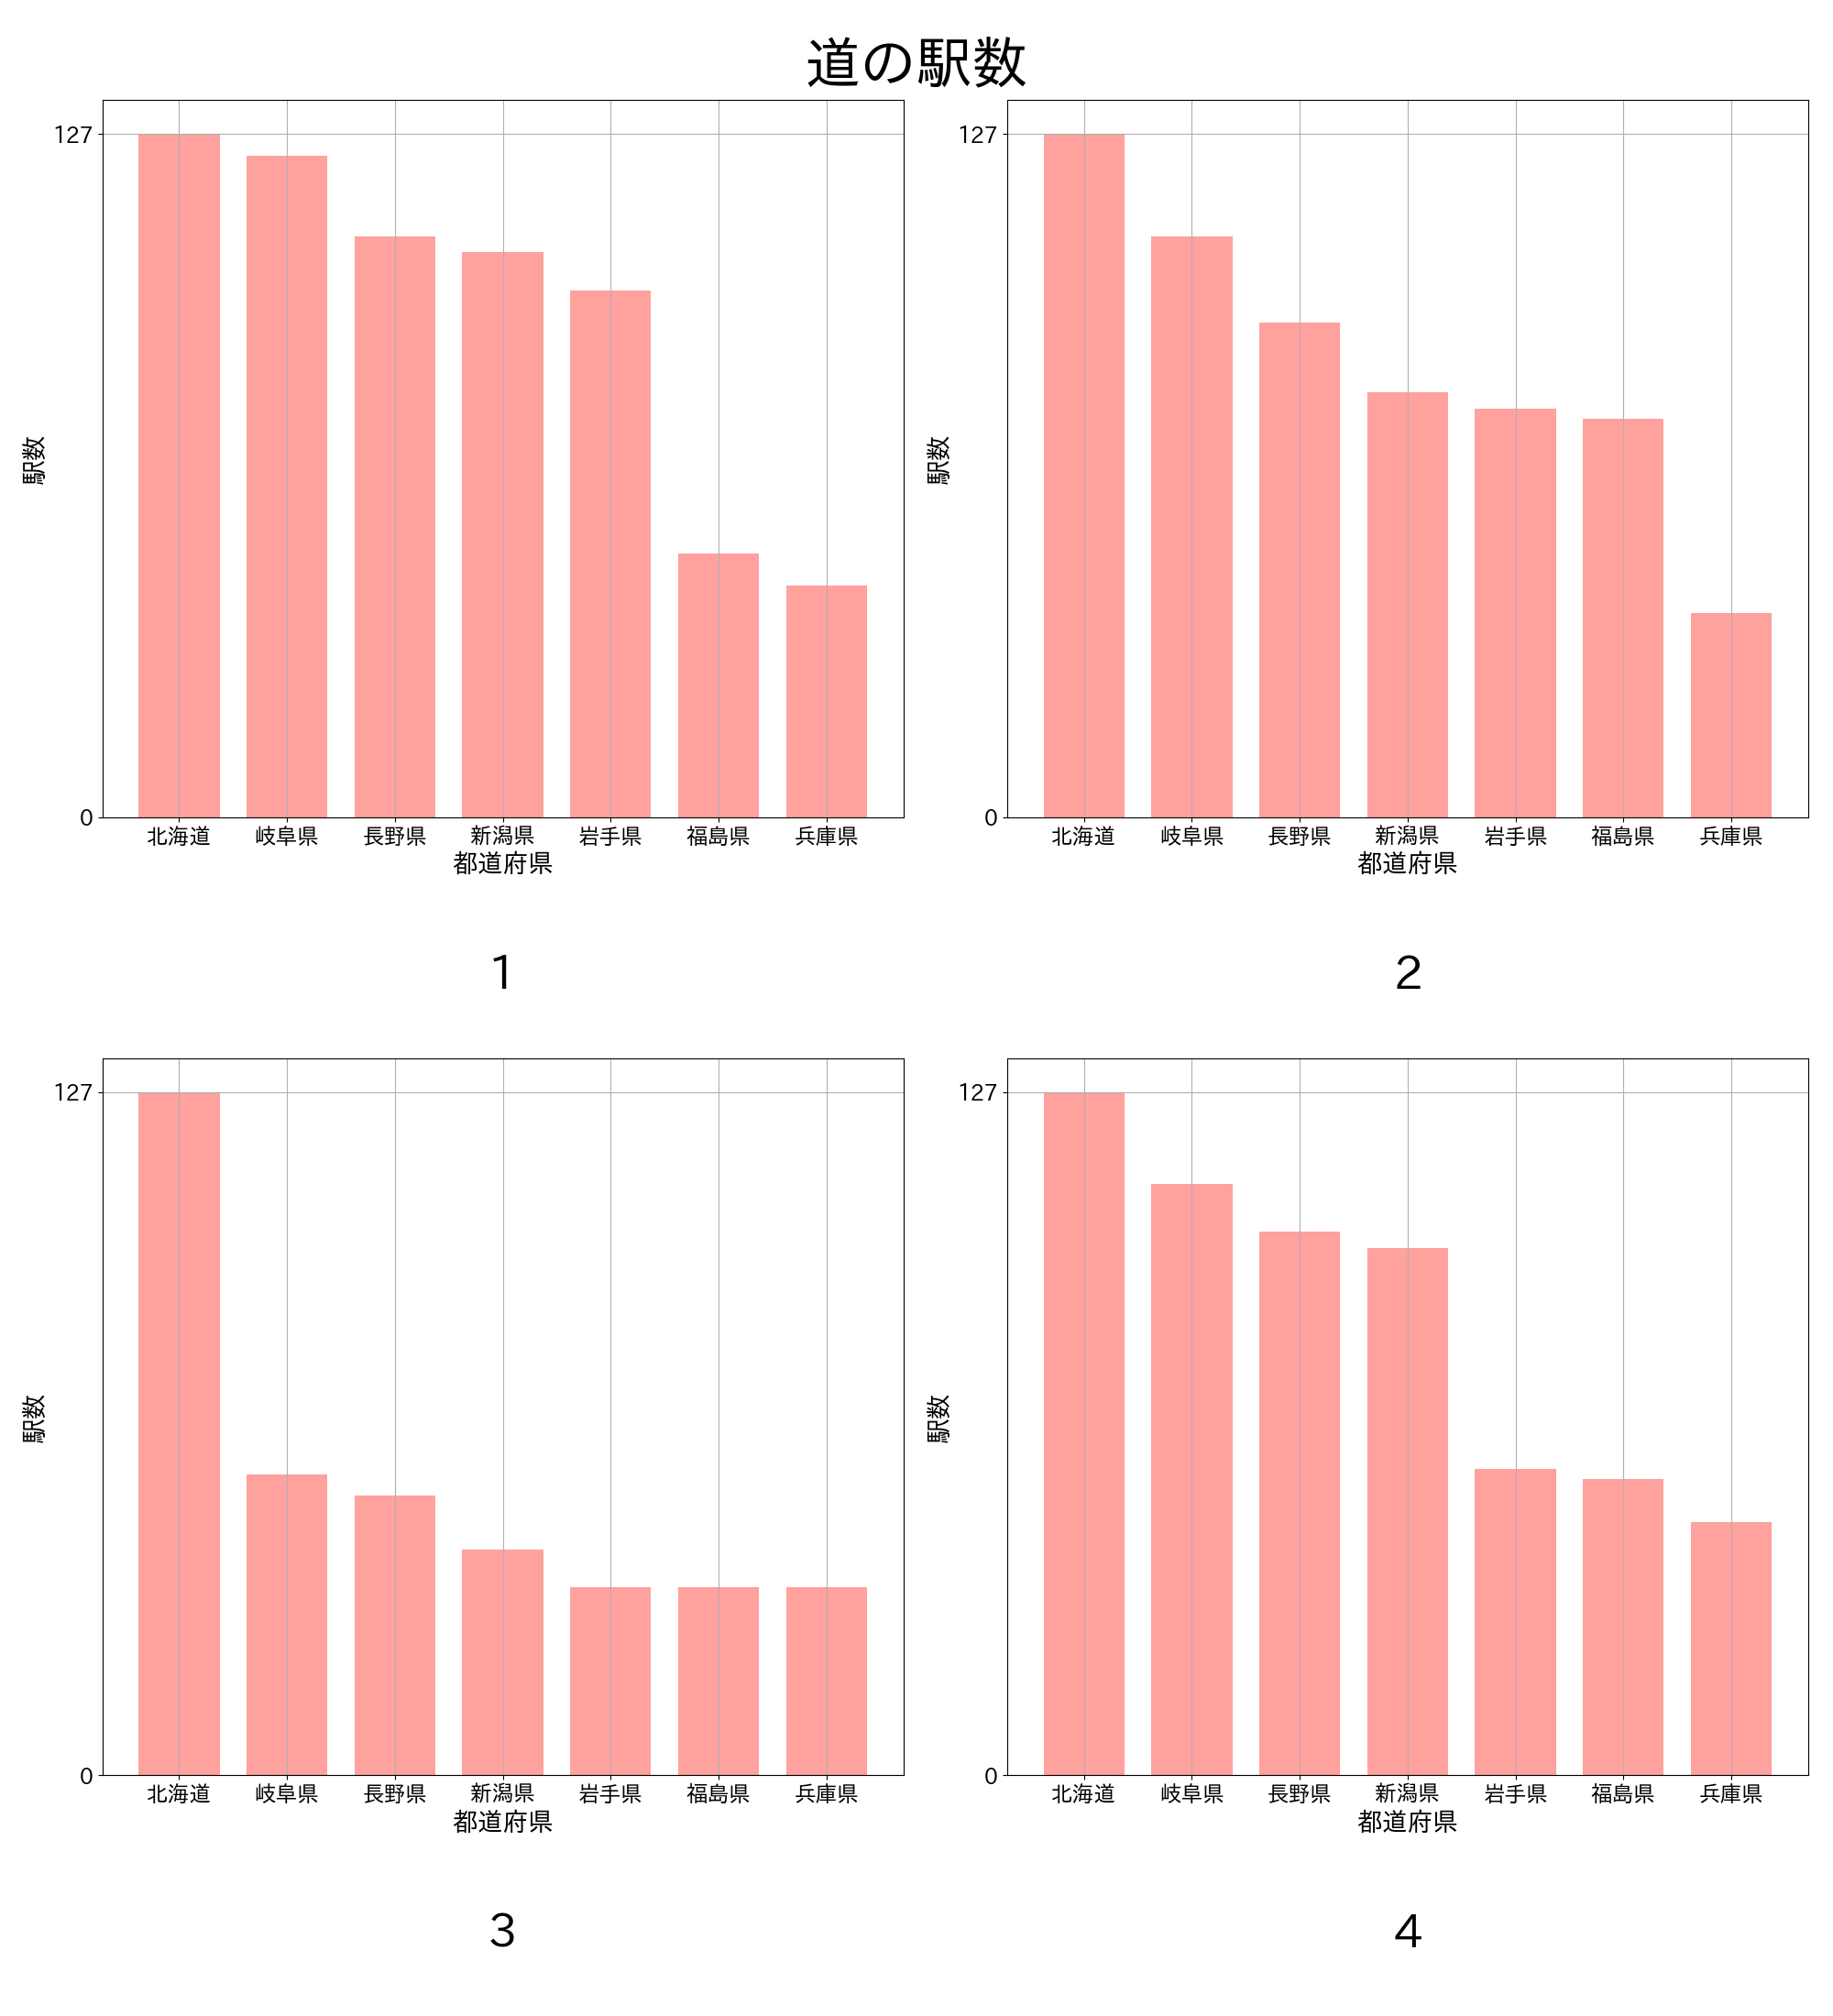 道の駅数
127
0
駅数
北海道 岐阜県 長野県 新潟県 岩手県 福島県 兵庫県
都道府県
1
127
0
駅数
北海道 岐阜県 長野県 新潟県 岩手県 福島県 兵庫県
都道府県
2
127
0
駅数
北海道 岐阜県 長野県 新潟県 岩手県 福島県 兵庫県
都道府県
3
127
0
駅数
北海道 岐阜県 長野県 新潟県 岩手県 福島県 兵庫県
都道府県
4